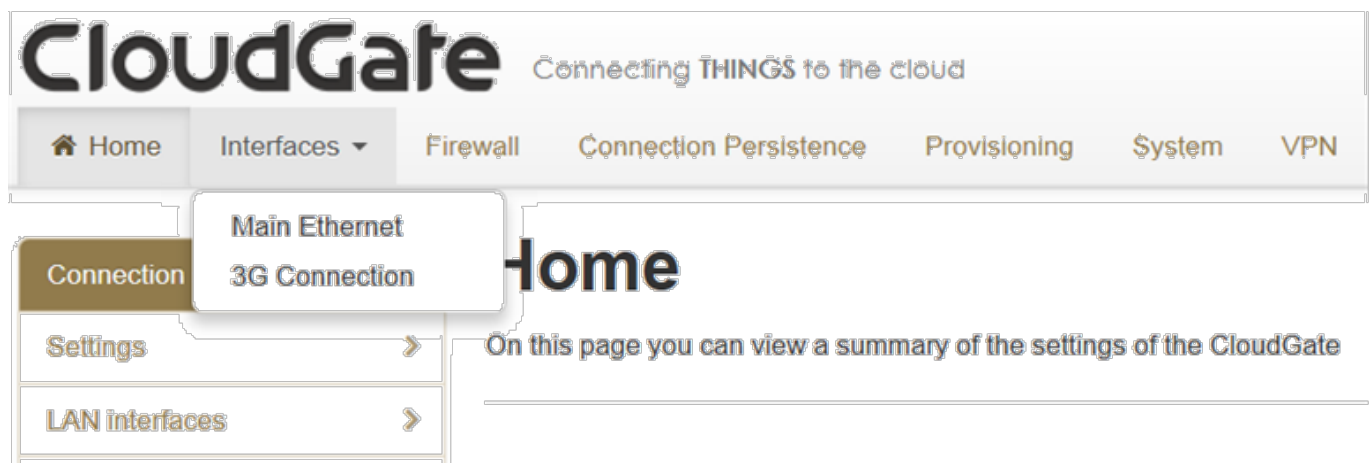 CloudGate Connecting THINGS to the cloud
Home Interfaces Firewall Connection Persistence Provisioning System VPN
Main Ethernet
3G Connection
Connection
Home
Settings
On this page you can view a summary of the settings of the CloudGate
LAN interfaces